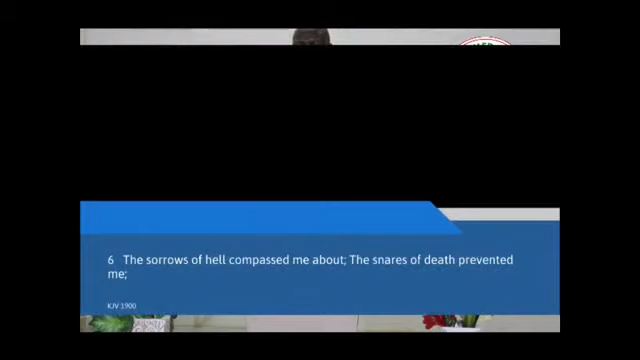 6 The sorrows of hell compassed me about; The snares of death prevented
me;
KJV 1900